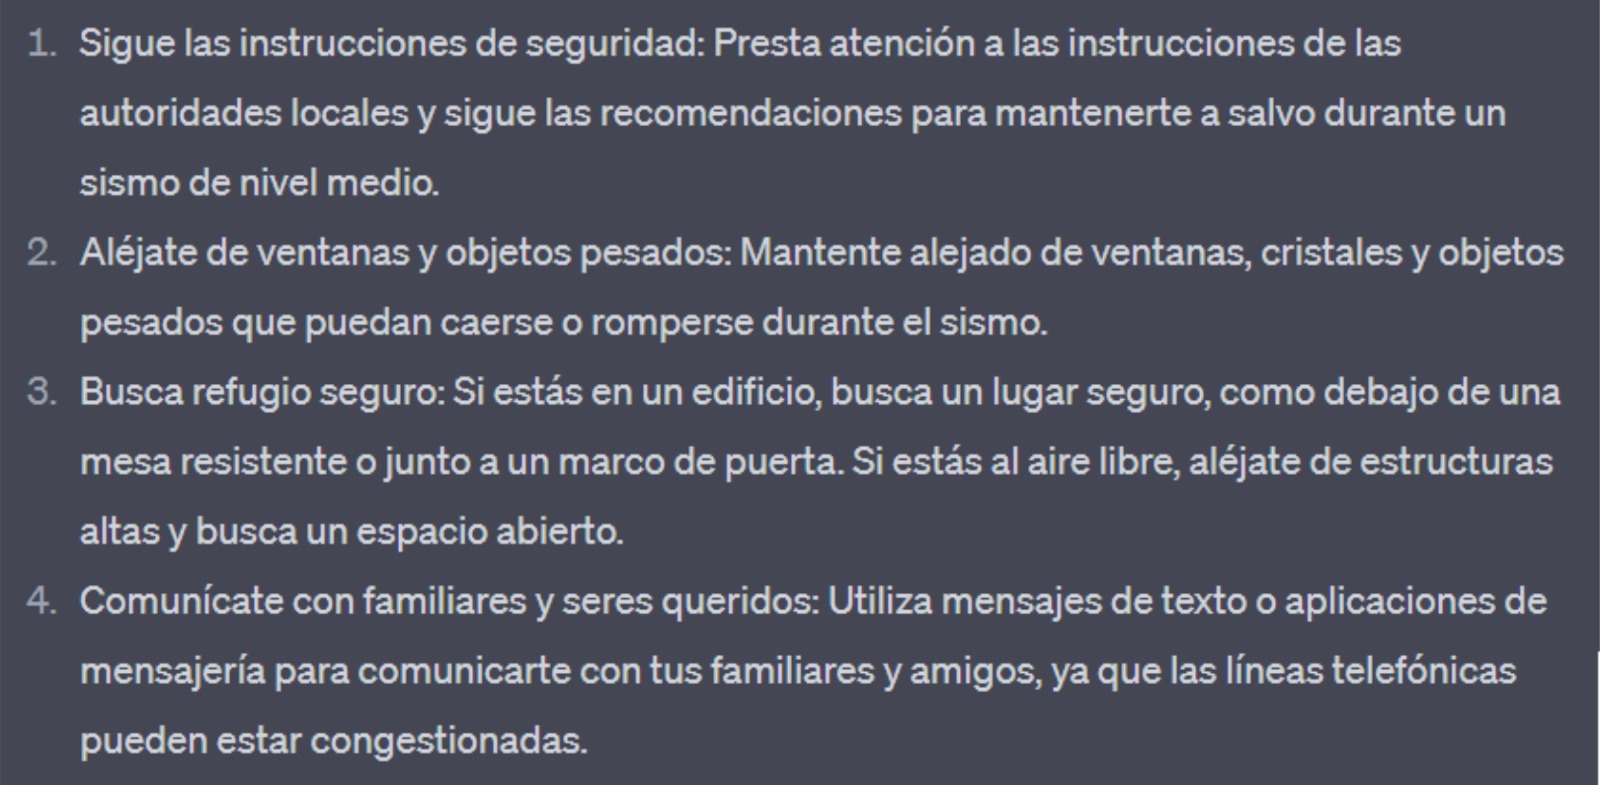 1. Sigue las instrucciones de seguridad: Presta atención a las instrucciones de las
autoridades locales y sigue las recomendaciones para mantenerte a salvo durante un
sismo de nivel medio.
2. Aléjate de ventanas y objetos pesados: Mantente alejado de ventanas, cristales y objetos
pesados que puedan caerse o romperse durante el sismo.
3. Busca refugio seguro: Si estás en un edificio, busca un lugar seguro, como debajo de una
mesa resistente o junto a un marco de puerta. Si estás al aire libre, aléjate de estructuras
altas y busca un espacio abierto.
4. Comunícate con familiares y seres queridos: Utiliza mensajes de texto o aplicaciones de
mensajería para comunicarte con tus familiares y amigos, ya que las líneas telefónicas
pueden estar congestionadas.